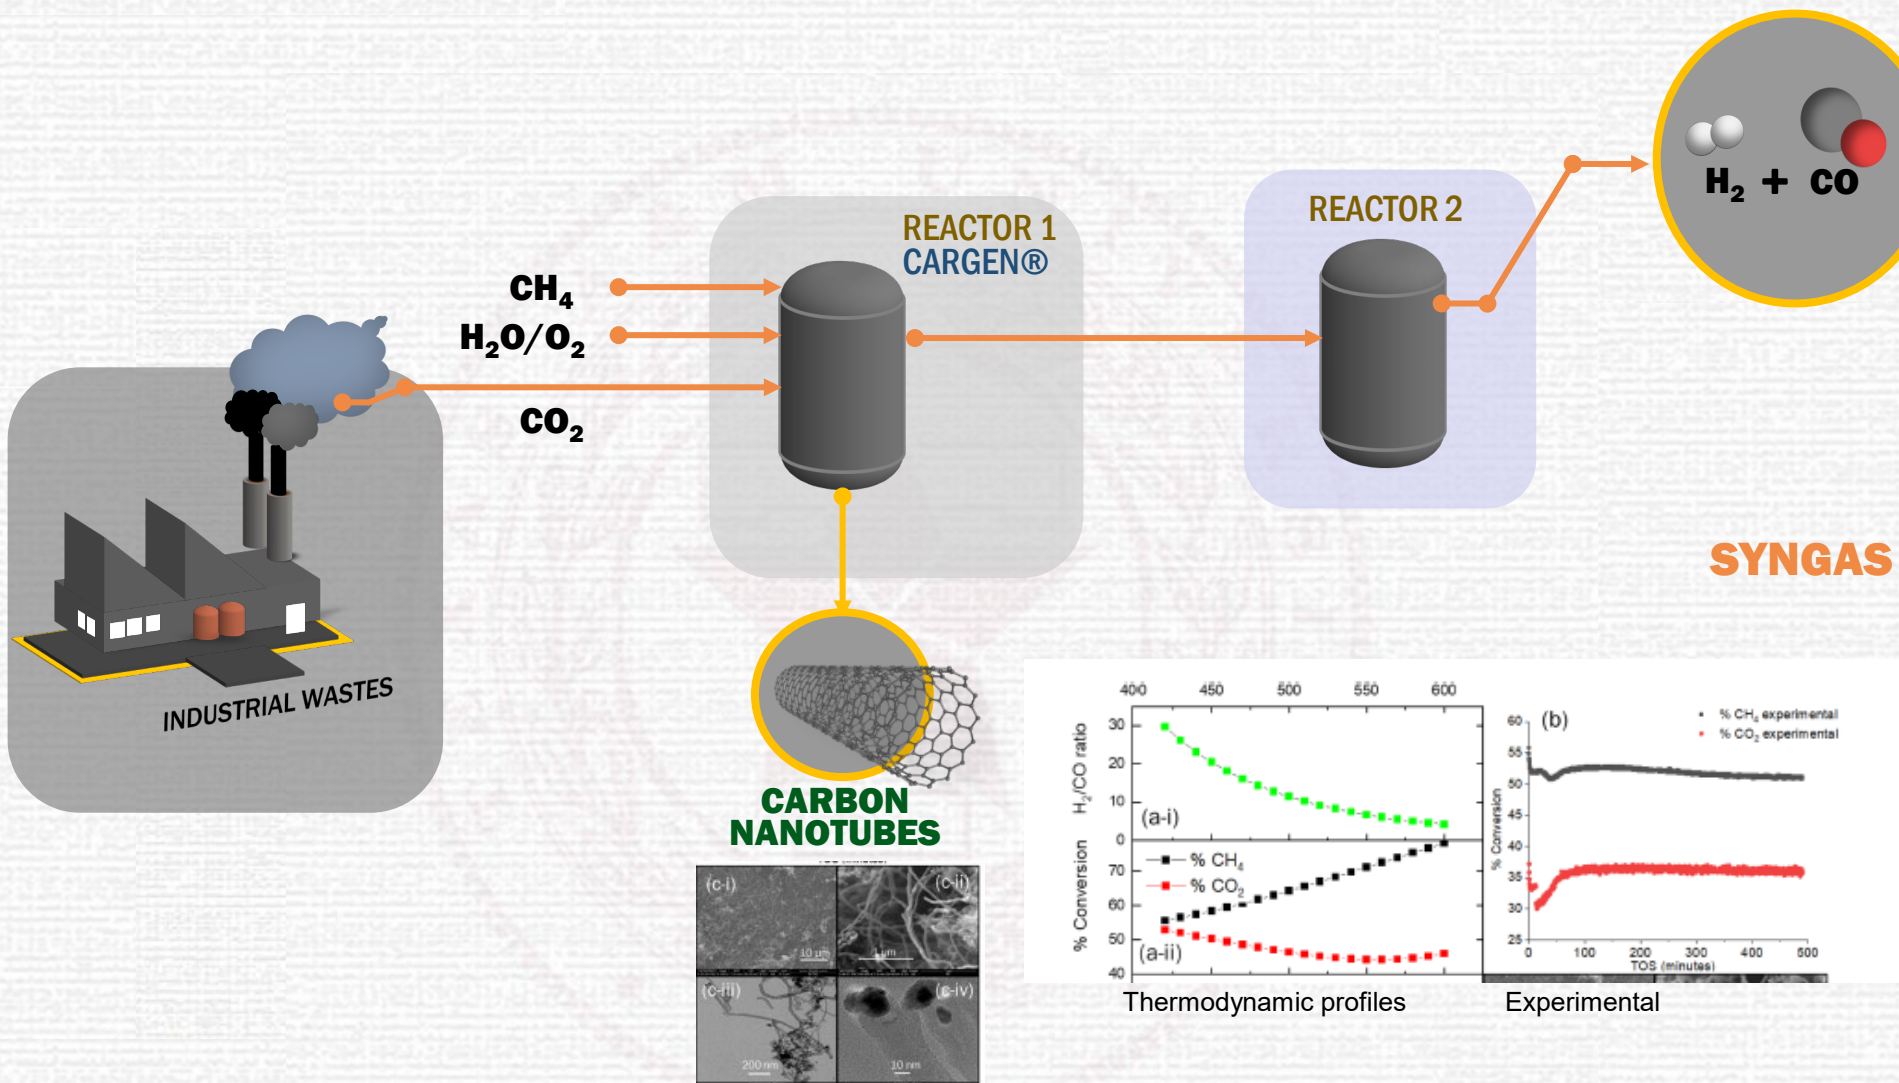 H₂ + CO
REACTOR 1
CARGEN®
REACTOR 2
CH₄
H₂O/O₂
CO₂
SYNGAS
INDUSTRIAL WASTES
CARBON
NANOTUBES
(c-i)
10 µm
(c-ii)
1 µm
(c-iii)
200 nm
(c-iv)
10 nm
400 450 500 550 600
H₂/CO ratio
30
20
10
0
(a-i)
% Conversion
70
60
50
40
% CH₄
% CO₂
(a-ii)
Thermodynamic profiles
(b)
% CH₄ experimental
% CO₂ experimental
% Conversion
60
55
50
45
40
35
30
25
0 100 200 300 400 500
TOS (minutes)
Experimental